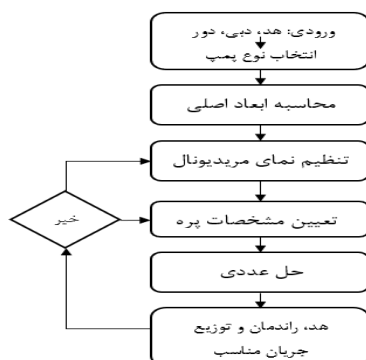 ورودی: هد، دبی، دور
انتخاب نوع پمپ
محاسبه ابعاد اصلی
تنظیم نمای مریدیونال
تعیین مشخصات پره
خیر
حل عددی
هد، راندمان و توزیع
جریان مناسب